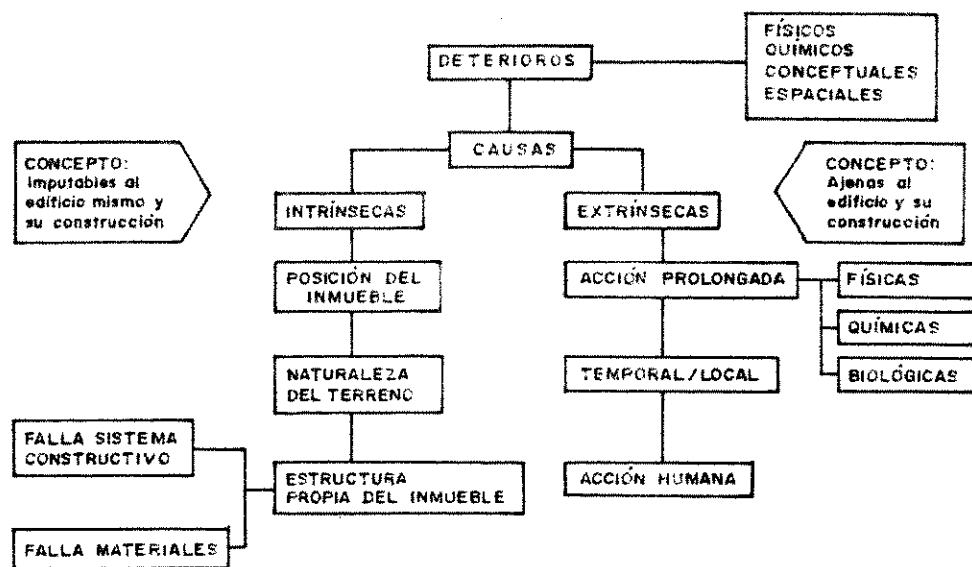 DETERIOROS
FÍSICOS
QUÍMICOS
CONCEPTUALES
ESPACIALES
CAUSAS
CONCEPTO:
Imputables al
edificio mismo y
su construcción
CONCEPTO:
Ajenas al
edificio y su
construcción
INTRÍNSECAS
EXTRÍNSECAS
POSICIÓN DEL
INMUEBLE
ACCIÓN PROLONGADA
FÍSICAS
QUÍMICAS
BIOLÓGICAS
NATURALEZA
DEL TERRENO
TEMPORAL/LOCAL
FALLA SISTEMA
CONSTRUCTIVO
ESTRUCTURA
PROPIA DEL INMUEBLE
ACCIÓN HUMANA
FALLA MATERIALES